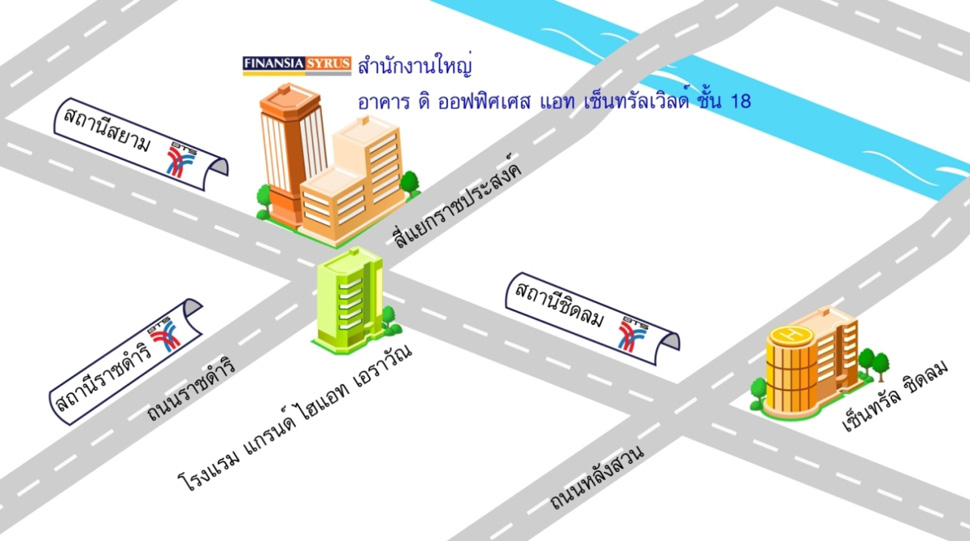 FINANSIA SYRUS สำนักงานใหญ่
อาคาร ดิ ออฟฟิศเศส แอท เซ็นทรัลเวิลด์ ชั้น 18
สถานีสยาม
BTS
สี่แยกราชประสงค์
สถานีชิดลม
BTS
สถานีราชดำริ
BTS
ถนนราชดำริ
โรงแรม แกรนด์ ไฮแอท เอราวัณ
เซ็นทรัล ชิดลม
ถนนหลังสวน